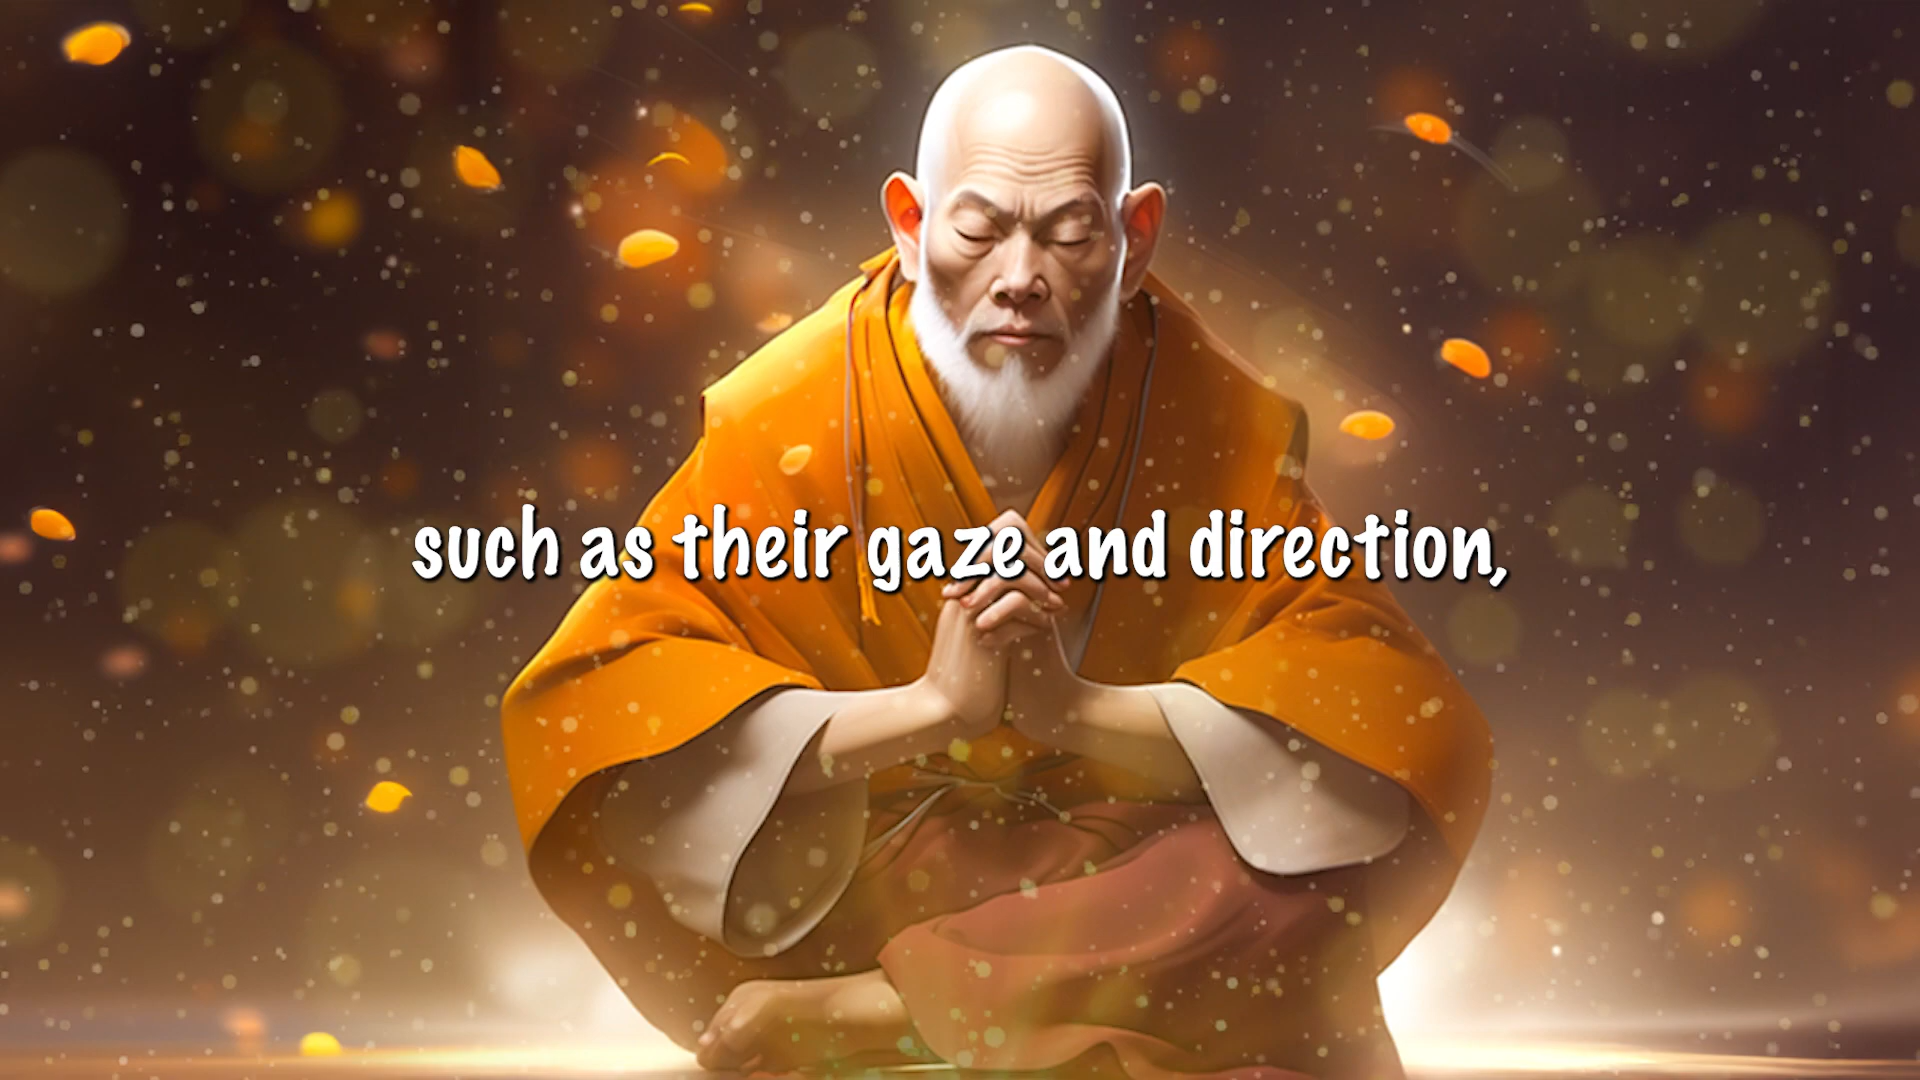 such as their gaze and direction,